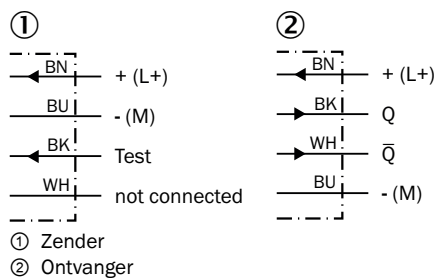 ①
BN + (L+)
BU - (M)
BK Test
WH not connected
②
BN + (L+)
BK Q
WH Q̅
BU - (M)
① Zender
② Ontvanger